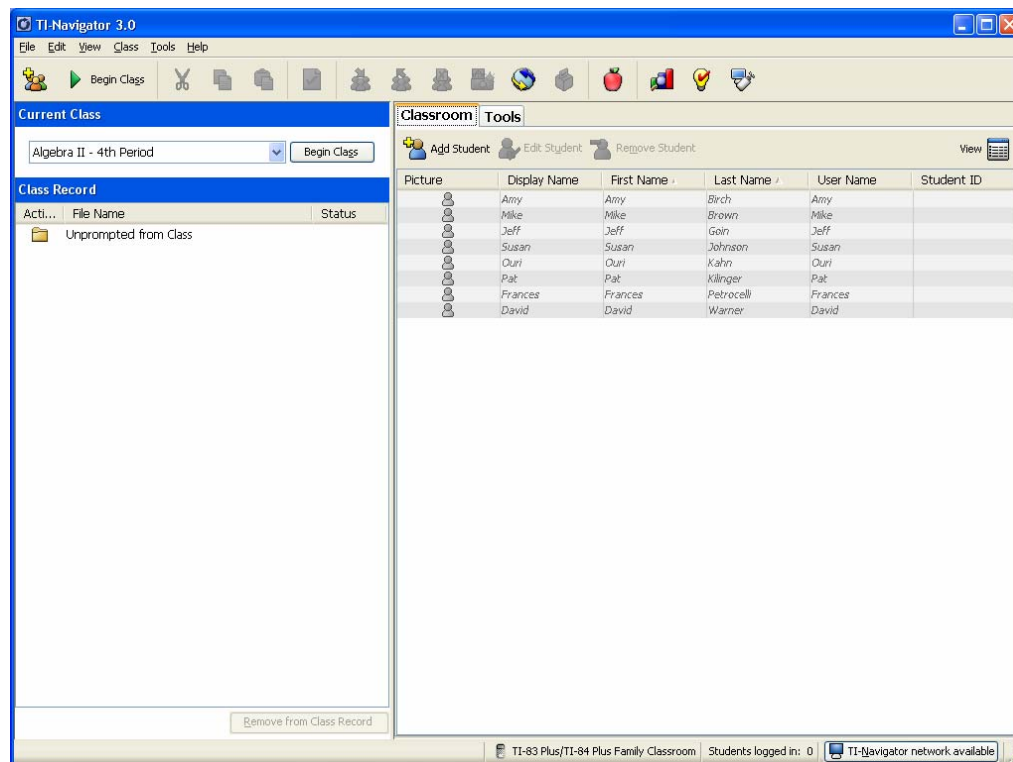 TI-Navigator 3.0
File Edit View Class Tools Help
Begin Class
Current Class
Algebra II - 4th Period Begin Class
Class Record
Acti... File Name Status
Unprompted from Class
Remove from Class Record
Classroom Tools
Add Student Edit Student Remove Student View
Picture Display Name First Name Last Name User Name Student ID
Amy Amy Birch Amy
Mike Mike Brown Mike
Jeff Jeff Goin Jeff
Susan Susan Johnson Susan
Ouri Ouri Kahn Ouri
Pat Pat Kilinger Pat
Frances Frances Petrocelli Frances
David David Warner David
TI-83 Plus/TI-84 Plus Family Classroom Students logged in: 0 TI-Navigator network available